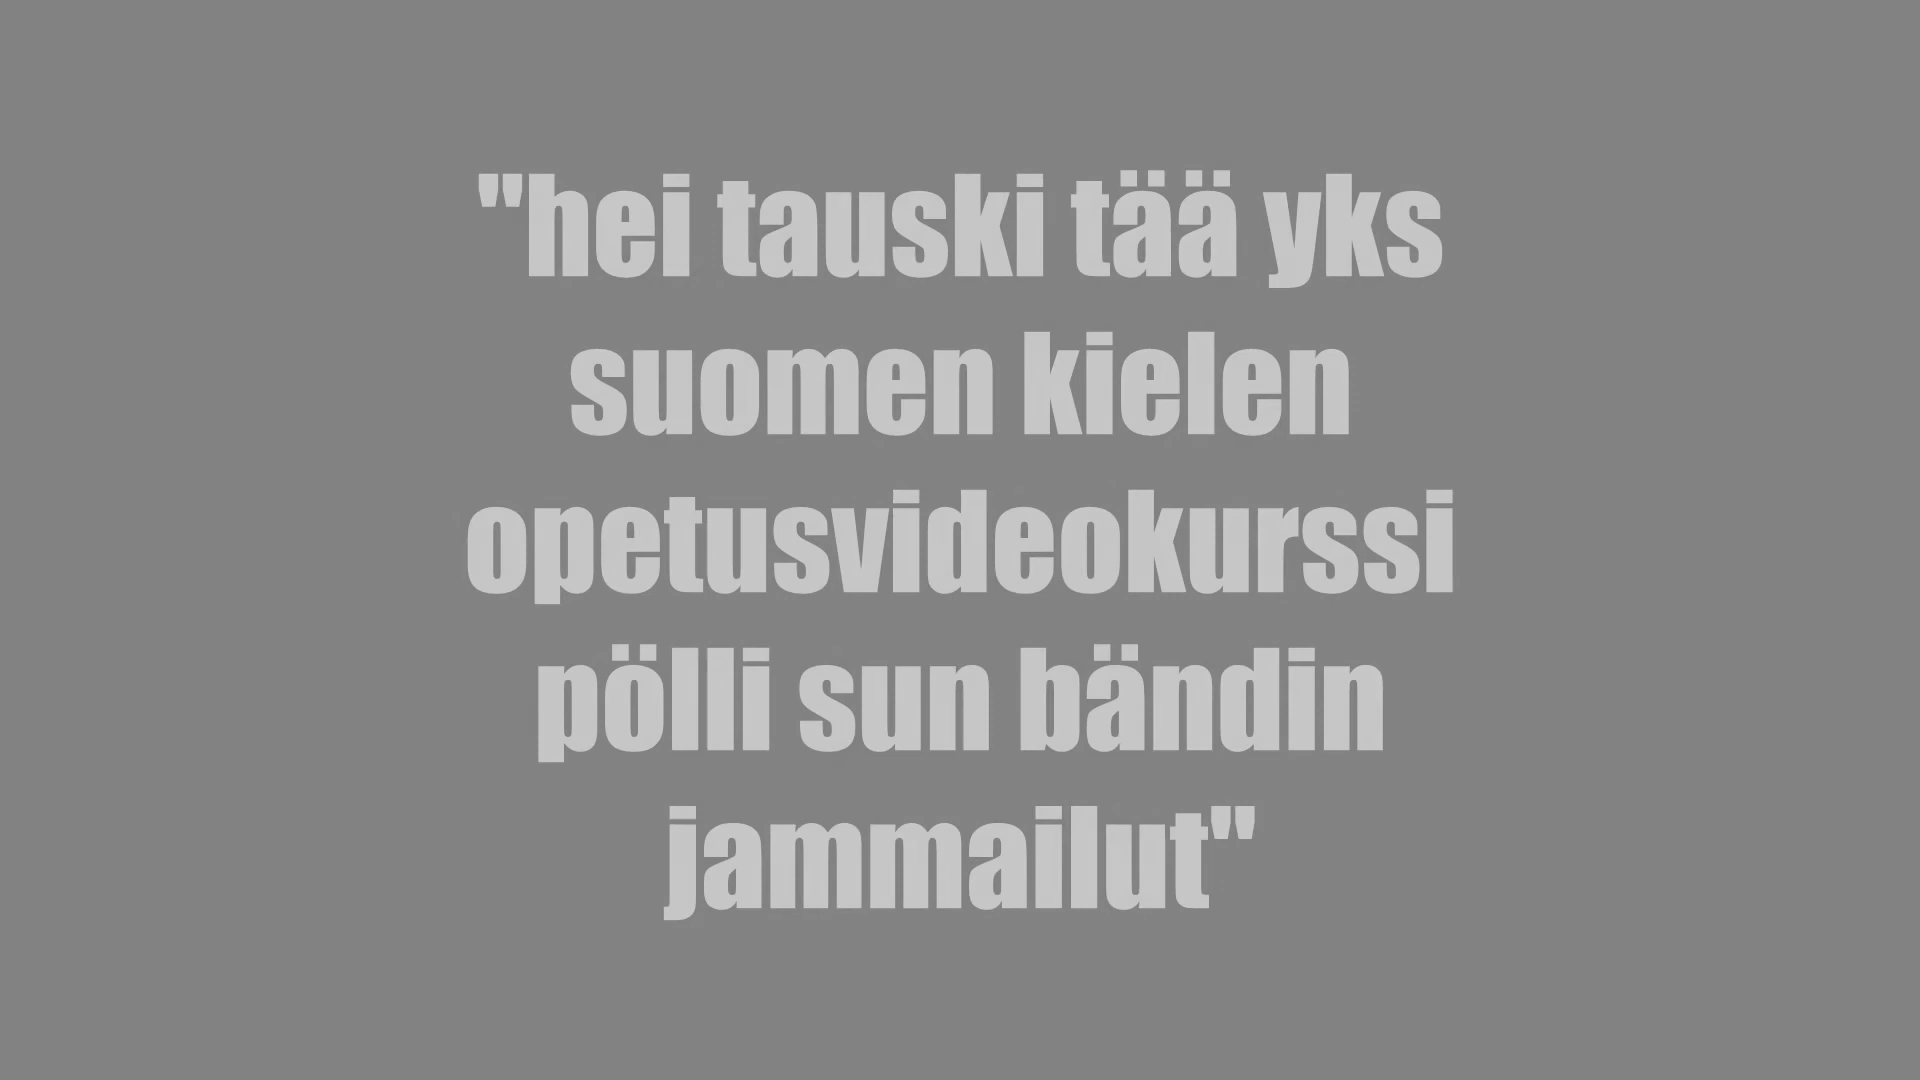 "hei tauski tää yks
suomen kielen
opetusvideokurssi
pölli sun bändin
jammailut"